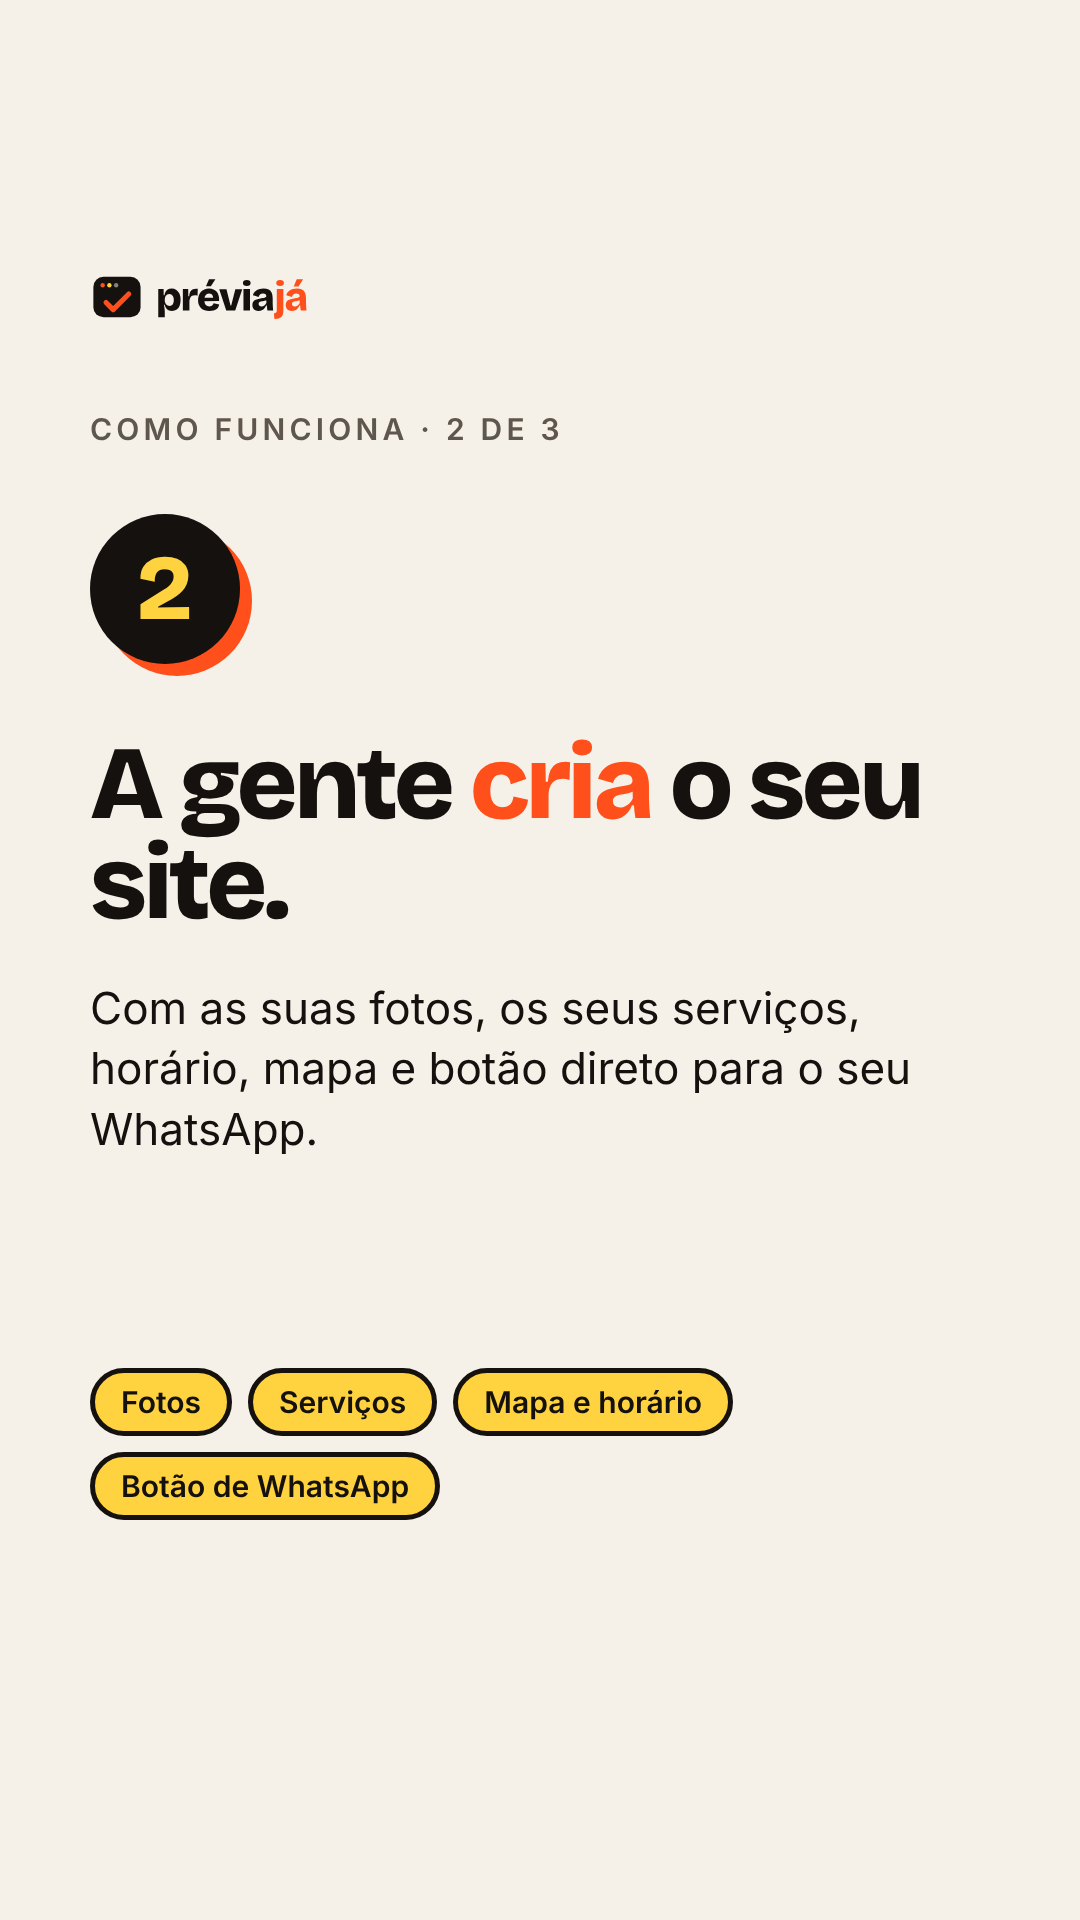 préviajá
COMO FUNCIONA · 2 DE 3
2
A gente cria o seu
site.
Com as suas fotos, os seus serviços,
horário, mapa e botão direto para o seu
WhatsApp.
Fotos
Serviços
Mapa e horário
Botão de WhatsApp